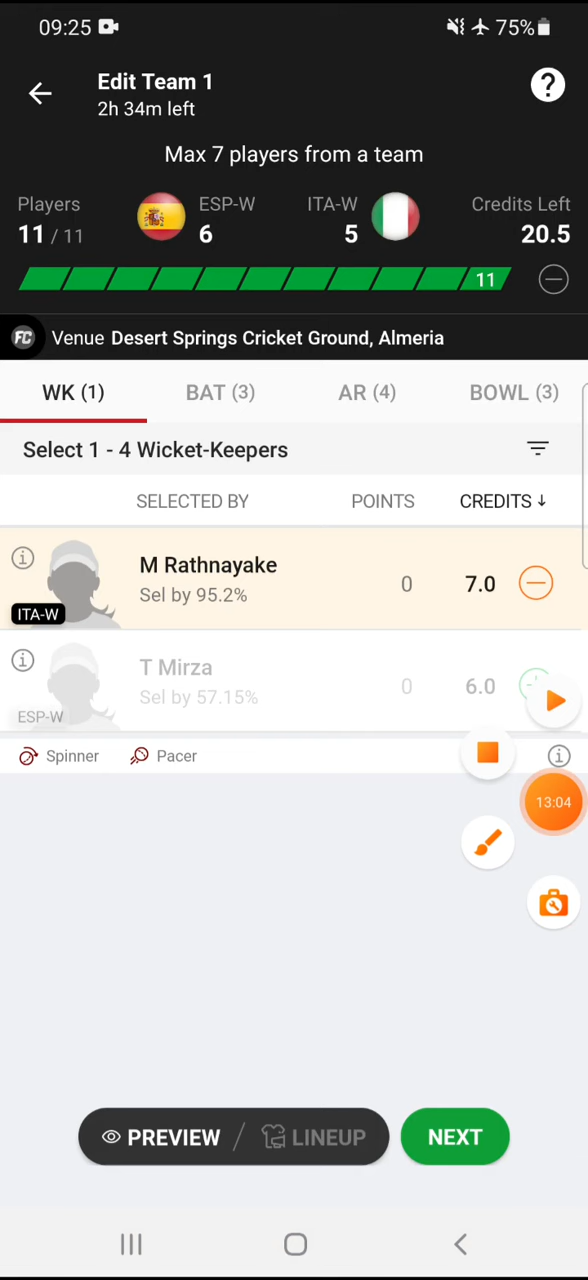 09:25 75%
Edit Team 1
2h 34m left
?
Max 7 players from a team
Players ESP-W ITA-W Credits Left
11 / 11 6 5 20.5
11
FC Venue Desert Springs Cricket Ground, Almeria
WK (1) BAT (3) AR (4) BOWL (3)
Select 1 - 4 Wicket-Keepers
SELECTED BY POINTS CREDITS ↓
M Rathnayake
Sel by 95.2%
0 7.0
ITA-W
T Mirza
Sel by 57.15%
0 6.0
ESP-W
Spinner Pacer
13:04
PREVIEW / LINEUP NEXT